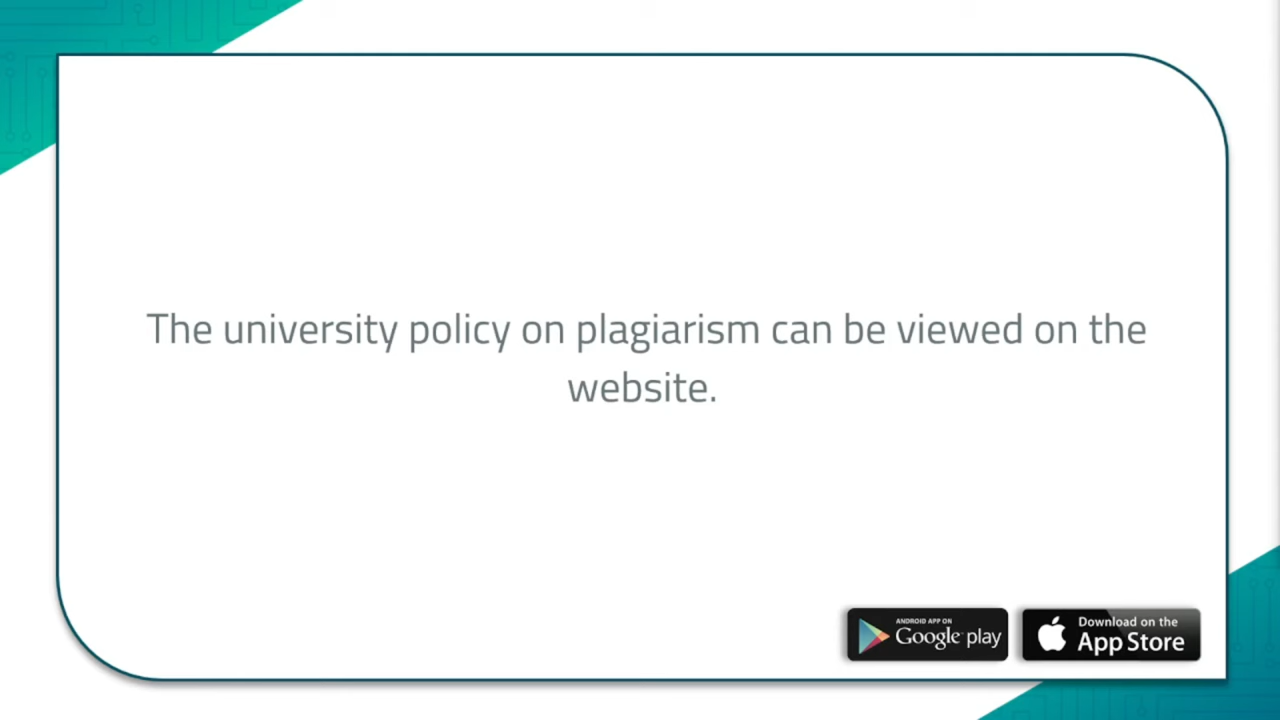 The university policy on plagiarism can be viewed on the
website.
ANDROID APP ON
Google play
Download on the
App Store